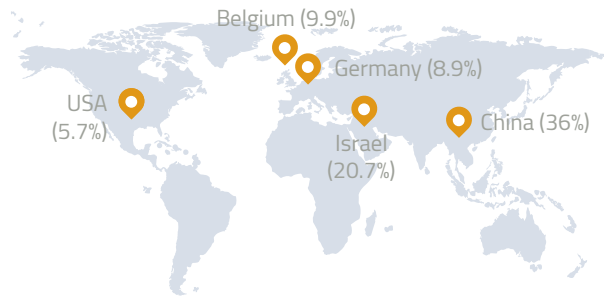 Belgium (9.9%)
Germany (8.9%)
USA
(5.7%)
China (36%)
Israel
(20.7%)